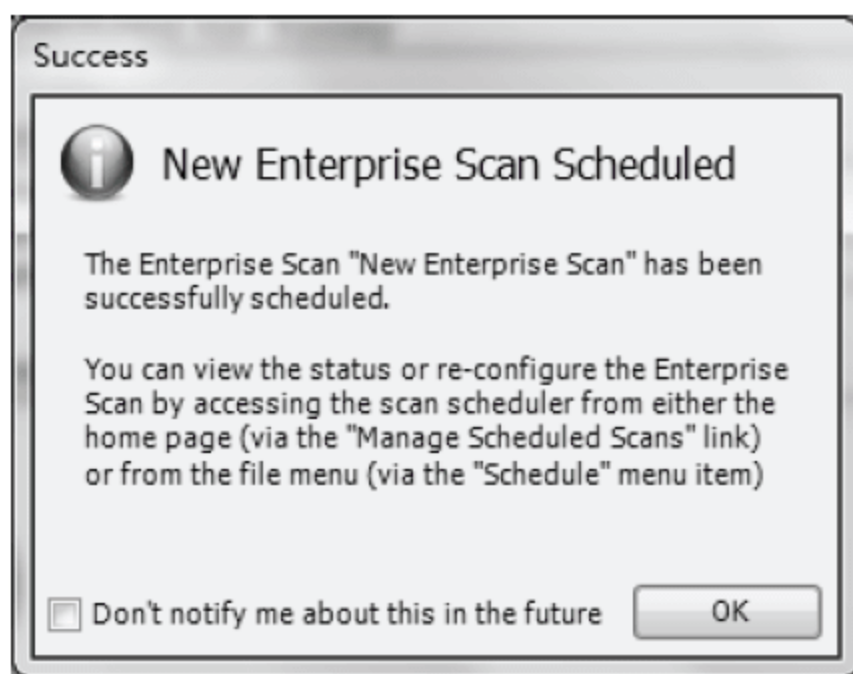 Success
New Enterprise Scan Scheduled
The Enterprise Scan "New Enterprise Scan" has been
successfully scheduled.
You can view the status or re-configure the Enterprise
Scan by accessing the scan scheduler from either the
home page (via the "Manage Scheduled Scans" link)
or from the file menu (via the "Schedule" menu item)
Don't notify me about this in the future
OK